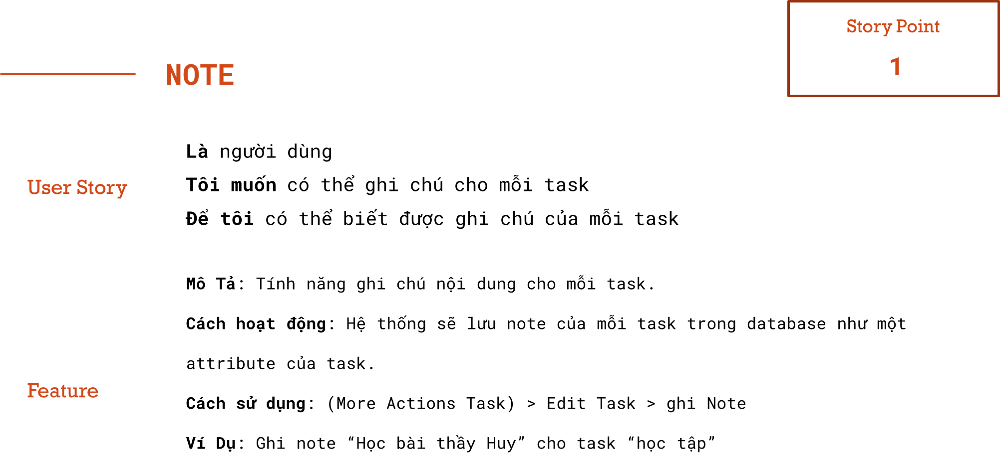 Story Point
1
NOTE
User Story
Là người dùng
Tôi muốn có thể ghi chú cho mỗi task
Để tôi có thể biết được ghi chú của mỗi task
Feature
Mô Tả: Tính năng ghi chú nội dung cho mỗi task.
Cách hoạt động: Hệ thống sẽ lưu note của mỗi task trong database như một
attribute của task.
Cách sử dụng: (More Actions Task) > Edit Task > ghi Note
Ví Dụ: Ghi note “Học bài thầy Huy” cho task “học tập”